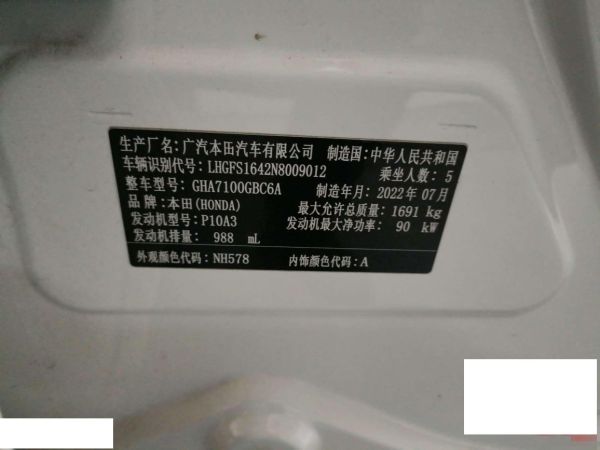 生产厂名：广汽本田汽车有限公司 制造国：中华人民共和国
车辆识别代号：LHGFS1642N8009012 乘坐人数：5
整车型号：GHA7100GBC6A 制造年月：2022年07月
品牌：本田(HONDA) 最大允许总质量：1691 kg
发动机型号：P10A3 发动机最大净功率：90 kW
发动机排量：988 mL
外观颜色代码：NH578 内饰颜色代码：A